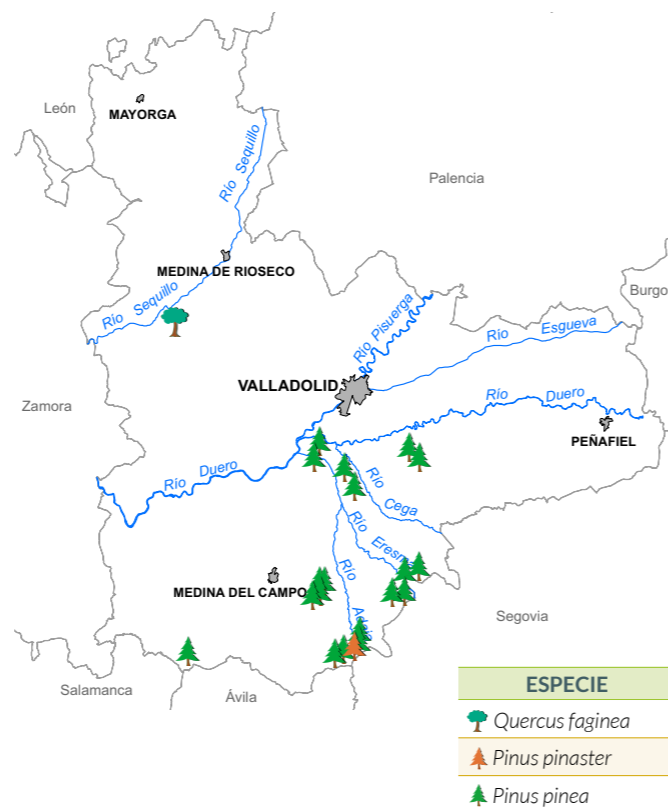 León
MAYORGA
Río Sequillo
Palencia
MEDINA DE RIOSECO
Río Sequillo
Burgo
Río Pisuerga
Río Esgueva
VALLADOLID
Zamora
Río Duero
PEÑAFIEL
Río Duero
Río Cega
Río Eresm
Río Adaja
MEDINA DEL CAMPO
Segovia
Salamanca
Ávila
ESPECIE
Quercus faginea
Pinus pinaster
Pinus pinea